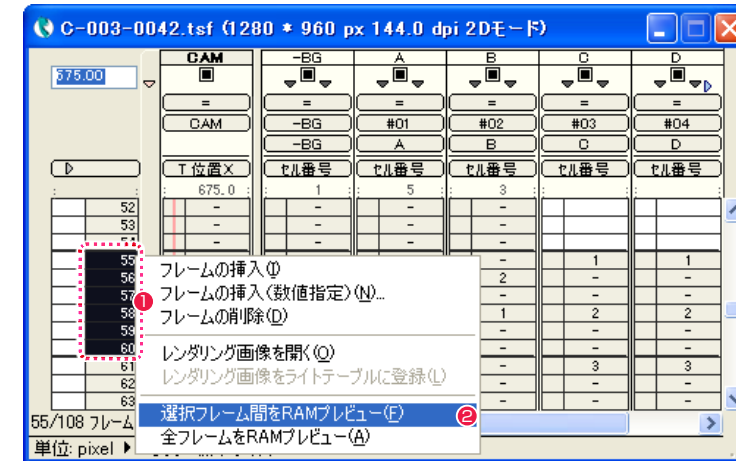 C-003-0042.tsf (1280 * 960 px 144.0 dpi 2Dモード)
CAM -BG A B C D
675.00
= = = = = =
CAM -BG #01 #02 #03 #04
-BG A B C D
T 位置X セル番号 セル番号 セル番号 セル番号 セル番号
: 675.0 : 1 : 5 : 3 : :
52 - - - -
53 - - - -
54 - - - -
55 - 1 1
56 2 - -
57 - - -
58 1 2 2
59 - - -
60 - - -
61 - 3 3
62 - - -
63 - - -
1
フレームの挿入(I)
フレームの挿入(数値指定)(N)...
フレームの削除(D)
レンダリング画像を開く(O)
レンダリング画像をライトテーブルに登録(L)
選択フレーム間をRAMプレビュー(F) 2
全フレームをRAMプレビュー(A)
55/108 フレーム
単位: pixel